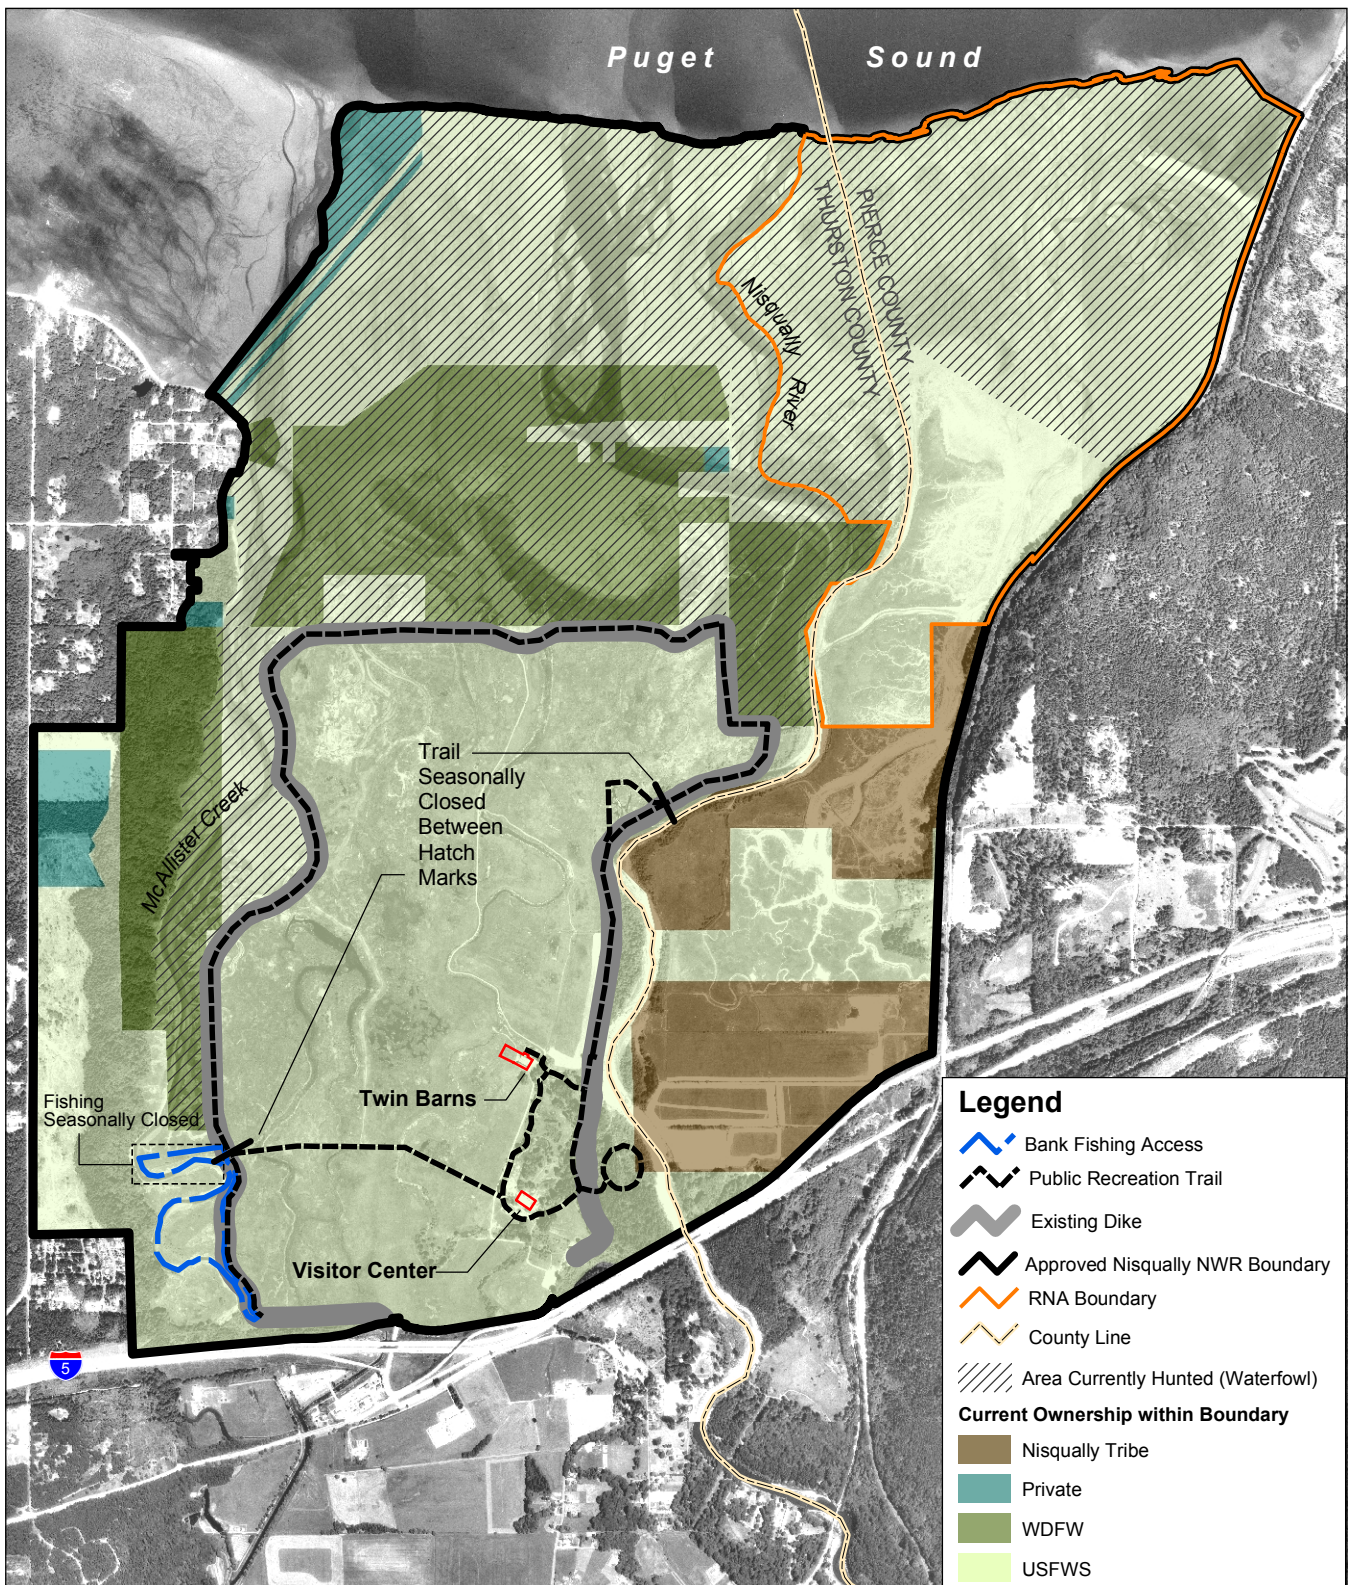 Puget Sound
PIERCE COUNTY
THURSTON COUNTY
Nisqually River
McAllister Creek
Trail
Seasonally
Closed
Between
Hatch
Marks
Twin Barns
Fishing
Seasonally Closed
Visitor Center
5
Legend
Bank Fishing Access
Public Recreation Trail
Existing Dike
Approved Nisqually NWR Boundary
RNA Boundary
County Line
Area Currently Hunted (Waterfowl)
Current Ownership within Boundary
Nisqually Tribe
Private
WDFW
USFWS